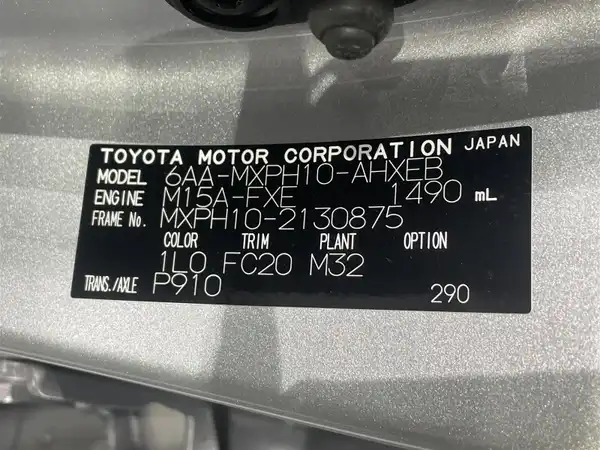 TOYOTA MOTOR CORPORATION JAPAN
MODEL 6AA-MXPH10-AHXEB
ENGINE M15A-FXE 1490 mL
FRAME No. MXPH10-2130875
COLOR TRIM PLANT OPTION
1L0 FC20 M32
TRANS./AXLE P910 290